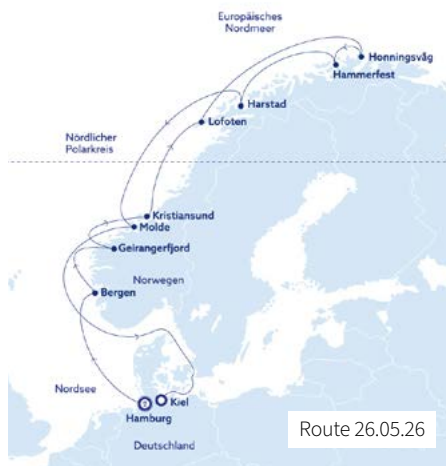 Europäisches
Nordmeer
Honningsvåg
Hammerfest
Harstad
Lofoten
Nördlicher
Polarkreis
Kristiansund
Molde
Geirangerfjord
Norwegen
Bergen
Nordsee
Kiel
Hamburg
Deutschland
Route 26.05.26